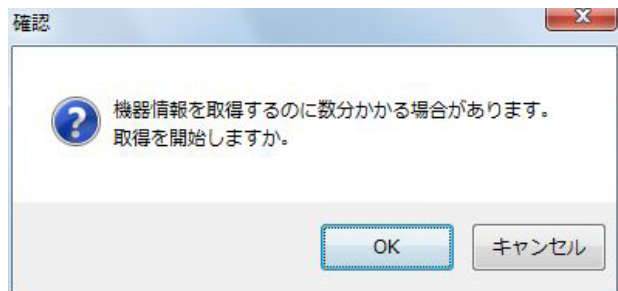 確認
機器情報を取得するのに数分かかる場合があります。
取得を開始しますか。
OK
キャンセル